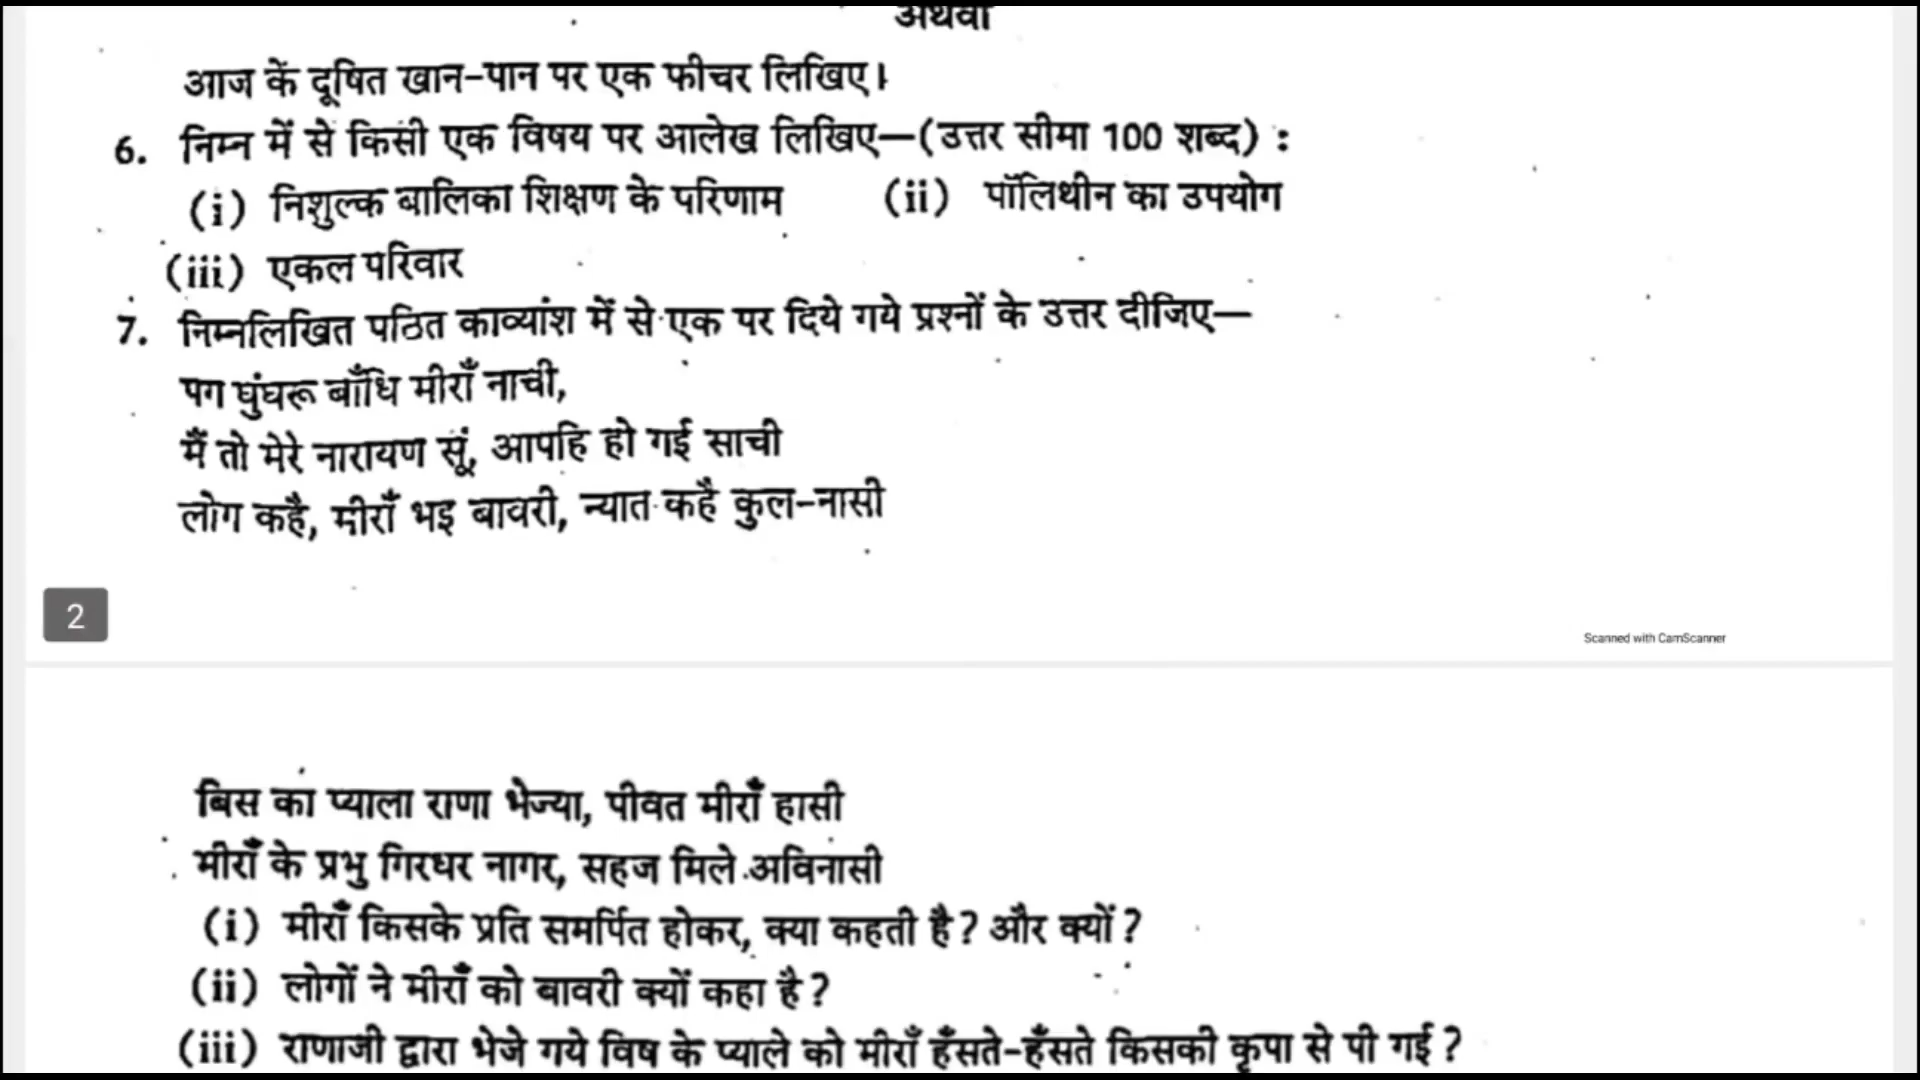 अथवा
आज कें दूषित खान-पान पर एक फीचर लिखिए।
6. निम्न में से किसी एक विषय पर आलेख लिखिए—(उत्तर सीमा 100 शब्द) :
(i) निशुल्क बालिका शिक्षण के परिणाम (ii) पॉलिथीन का उपयोग
(iii) एकल परिवार
7. निम्नलिखित पठित काव्यांश में से एक पर दिये गये प्रश्नों के उत्तर दीजिए—
पग घुंघरू बाँधि मीराँ नाची,
मैं तो मेरे नारायण सूं, आपहि हो गई साची
लोग कहै, मीराँ भइ बावरी, न्यात कहै कुल-नासी
2
Scanned with CamScanner
बिस का प्याला राणा भेज्या, पीवत मीराँ हासी
मीराँ के प्रभु गिरधर नागर, सहज मिले अविनासी
(i) मीराँ किसके प्रति समर्पित होकर, क्या कहती है? और क्यों?
(ii) लोगों ने मीराँ को बावरी क्यों कहा है?
(iii) राणाजी द्वारा भेजे गये विष के प्याले को मीराँ हँसते-हँसते किसकी कृपा से पी गई?